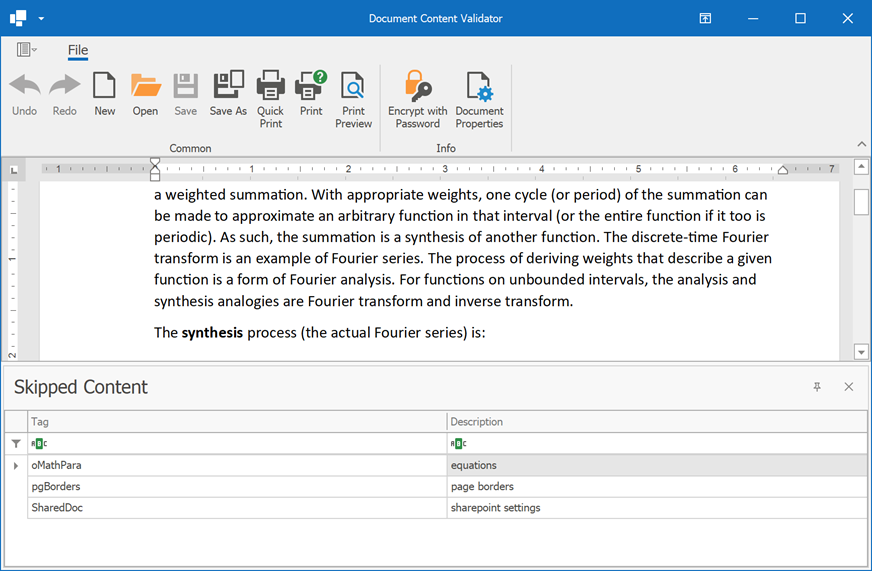 Document Content Validator
File
Undo
Redo
New
Open
Save
Save As
Quick
Print
Print
Print
Preview
Encrypt with
Password
Document
Properties
Common
Info
L
1 1 2 3 4 5 6 7
1
2
a weighted summation. With appropriate weights, one cycle (or period) of the summation can
be made to approximate an arbitrary function in that interval (or the entire function if it too is
periodic). As such, the summation is a synthesis of another function. The discrete-time Fourier
transform is an example of Fourier series. The process of deriving weights that describe a given
function is a form of Fourier analysis. For functions on unbounded intervals, the analysis and
synthesis analogies are Fourier transform and inverse transform.
The synthesis process (the actual Fourier series) is:
Skipped Content
Tag Description
ABC ABC
oMathPara equations
pgBorders page borders
SharedDoc sharepoint settings